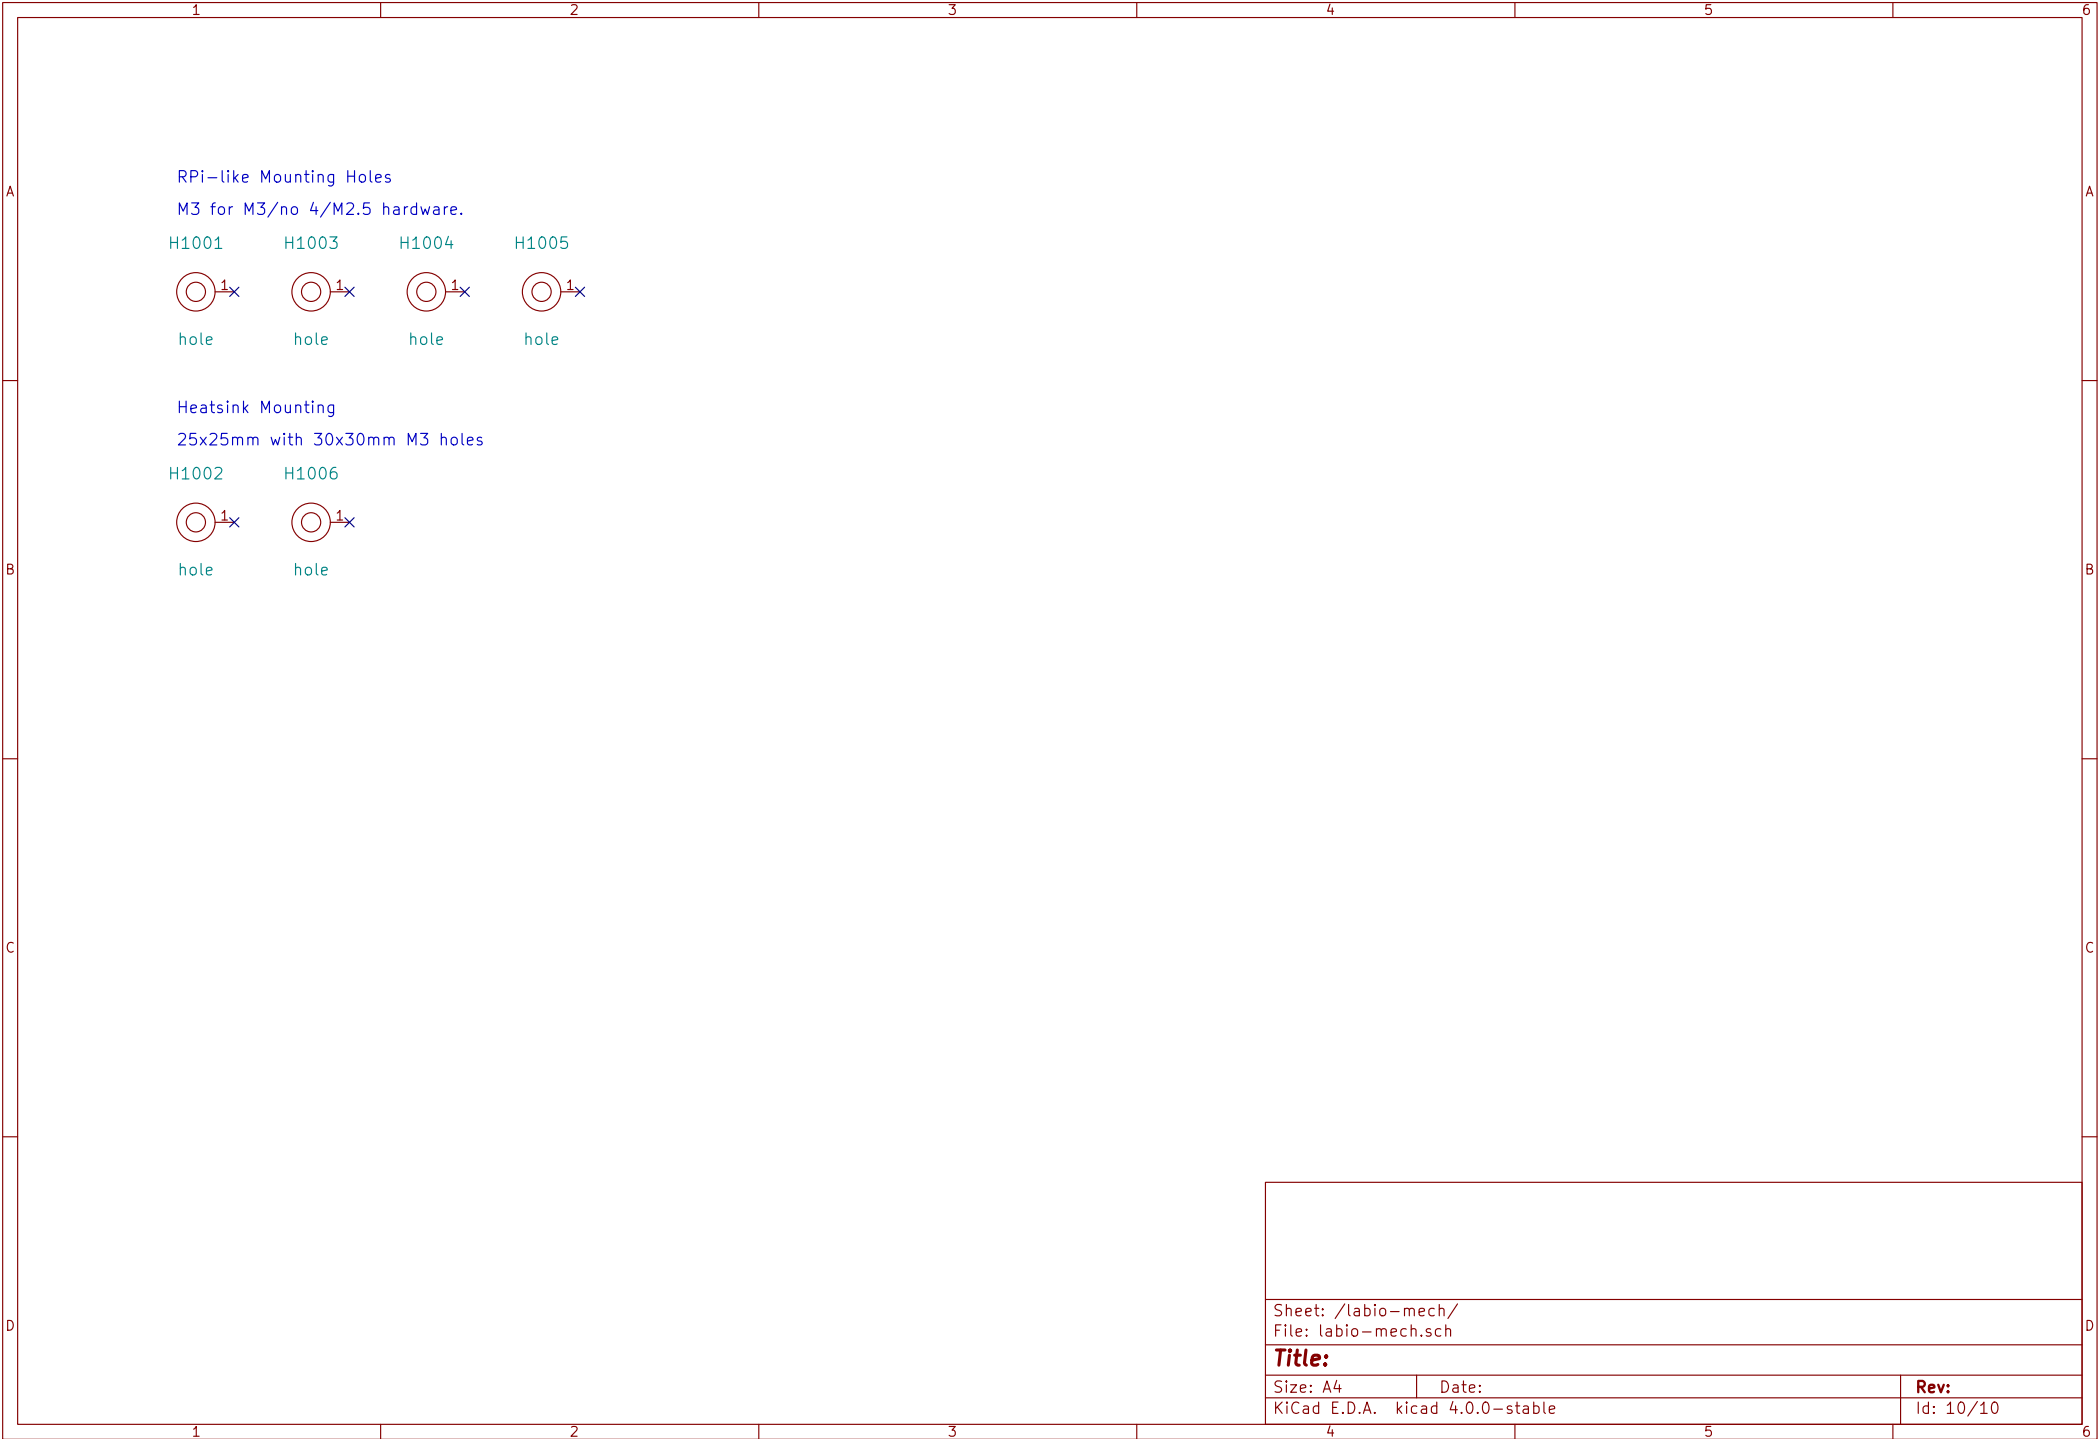 1 2 3 4 5 6
A A
RPi-like Mounting Holes
M3 for M3/no 4/M2.5 hardware.
H1001 H1003 H1004 H1005
1 1 1 1
hole hole hole hole
Heatsink Mounting
25x25mm with 30x30mm M3 holes
H1002 H1006
1 1
hole hole
B B
C C
D D
Sheet: /labio-mech/
File: labio-mech.sch
Title:
Size: A4 Date: Rev:
KiCad E.D.A. kicad 4.0.0-stable Id: 10/10
1 2 3 4 5 6